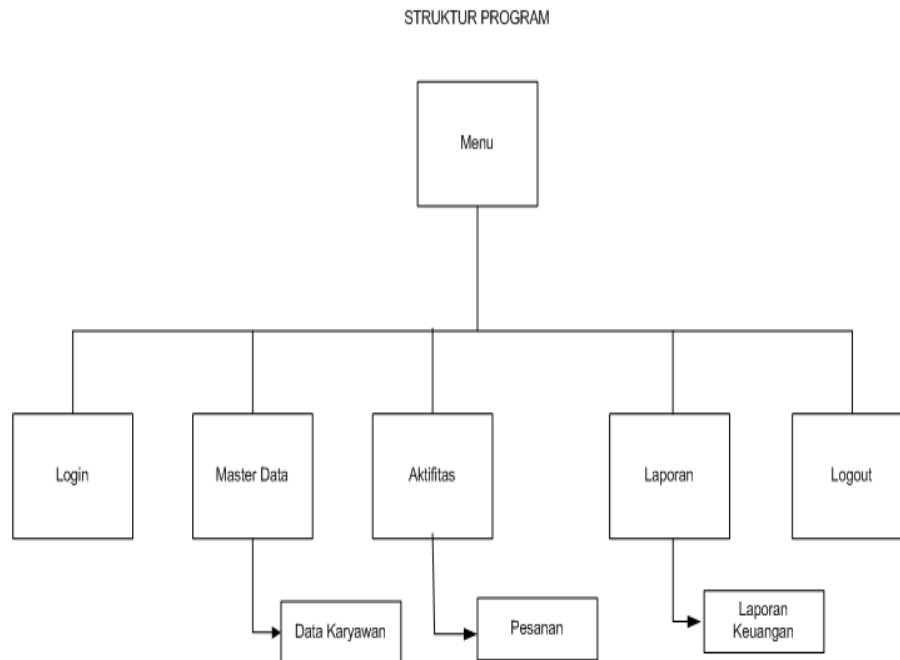 STRUKTUR PROGRAM
Menu
Login
Master Data
Aktifitas
Laporan
Logout
Data Karyawan
Pesanan
Laporan
Keuangan